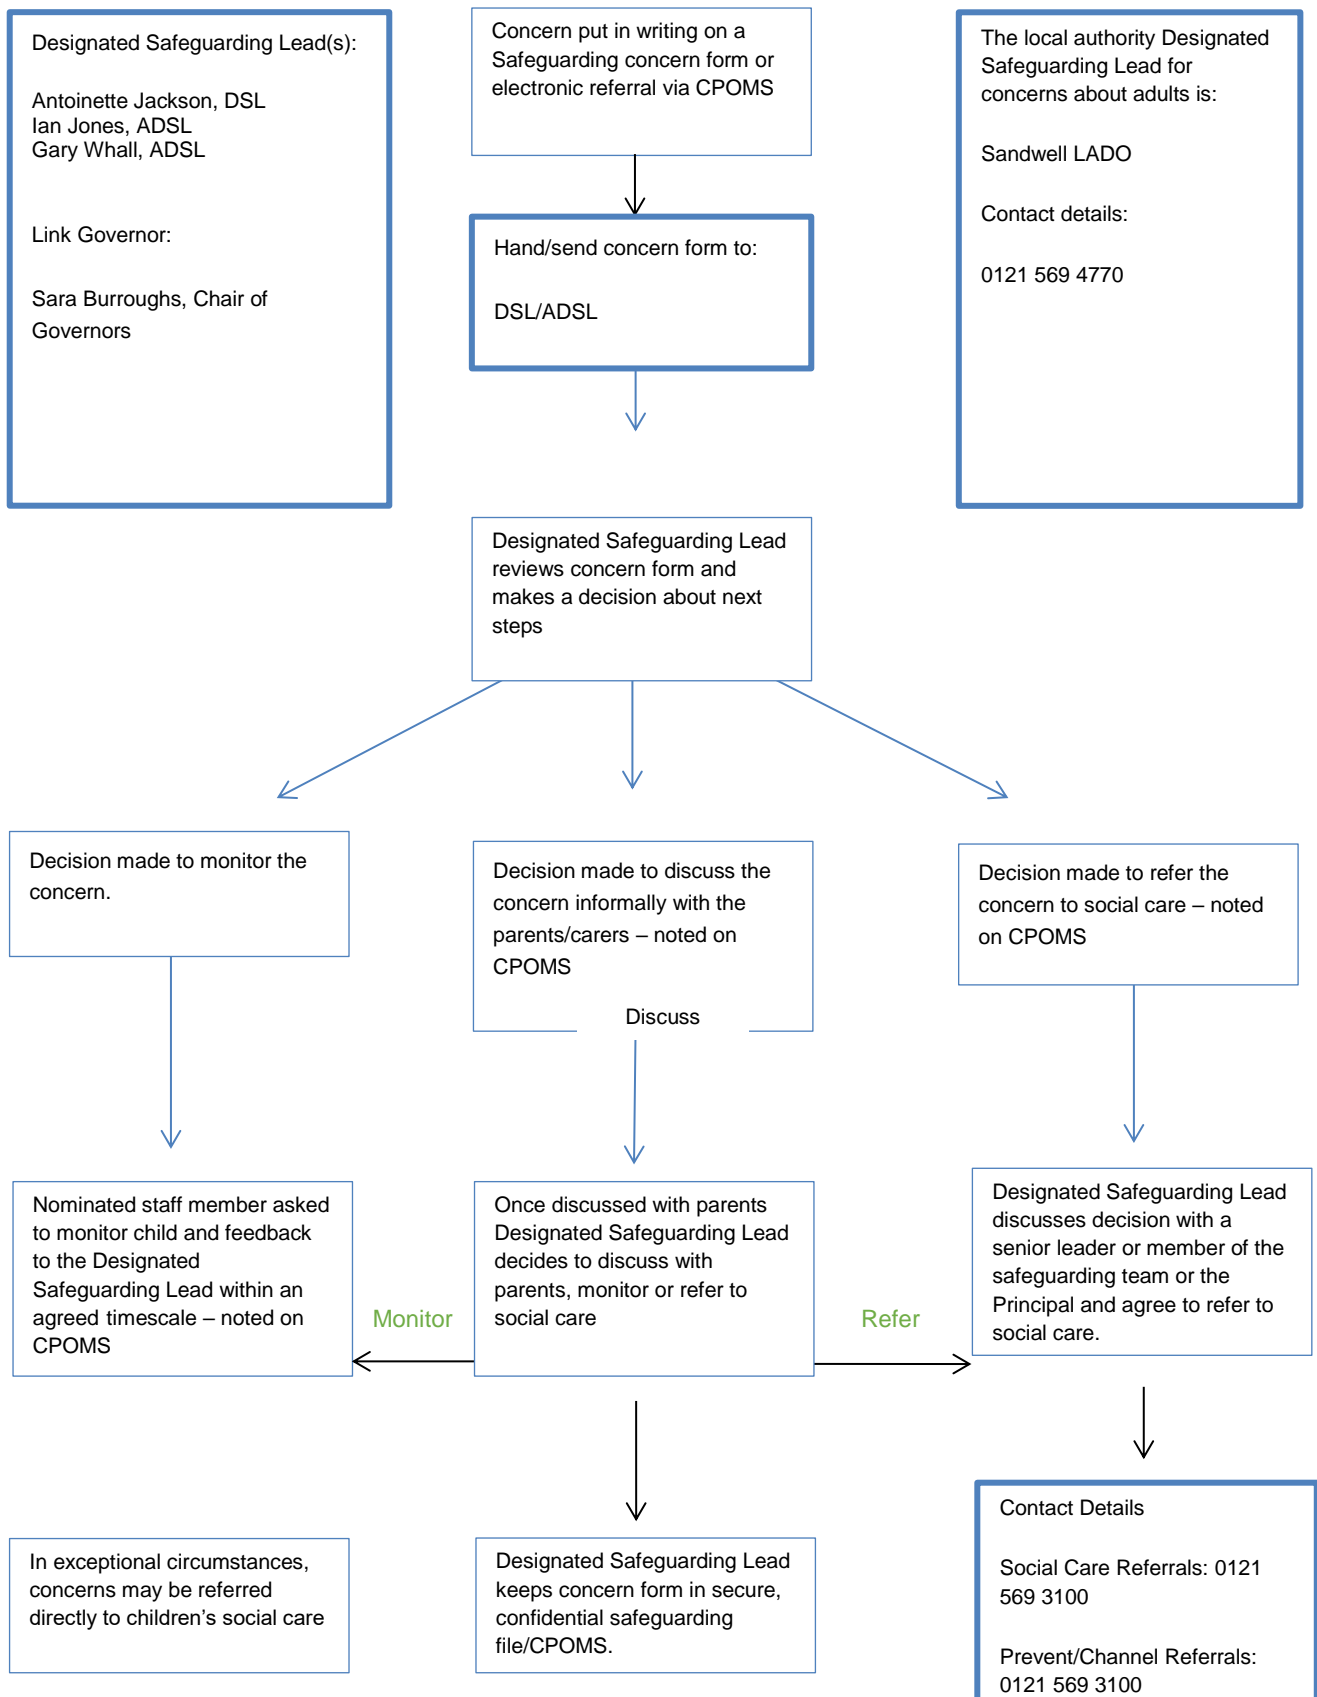 Designated Safeguarding Lead(s):
Antoinette Jackson, DSL
Ian Jones, ADSL
Gary Whall, ADSL
Link Governor:
Sara Burroughs, Chair of
Governors
Concern put in writing on a
Safeguarding concern form or
electronic referral via CPOMS
The local authority Designated
Safeguarding Lead for
concerns about adults is:
Sandwell LADO
Contact details:
0121 569 4770
Hand/send concern form to:
DSL/ADSL
Designated Safeguarding Lead
reviews concern form and
makes a decision about next
steps
Decision made to monitor the
concern.
Decision made to discuss the
concern informally with the
parents/carers – noted on
CPOMS
Discuss
Decision made to refer the
concern to social care – noted
on CPOMS
Nominated staff member asked
to monitor child and feedback
to the Designated
Safeguarding Lead within an
agreed timescale – noted on
CPOMS
Monitor
Once discussed with parents
Designated Safeguarding Lead
decides to discuss with
parents, monitor or refer to
social care
Refer
Designated Safeguarding Lead
discusses decision with a
senior leader or member of the
safeguarding team or the
Principal and agree to refer to
social care.
In exceptional circumstances,
concerns may be referred
directly to children's social care
Designated Safeguarding Lead
keeps concern form in secure,
confidential safeguarding
file/CPOMS.
Contact Details
Social Care Referrals: 0121
569 3100
Prevent/Channel Referrals:
0121 569 3100